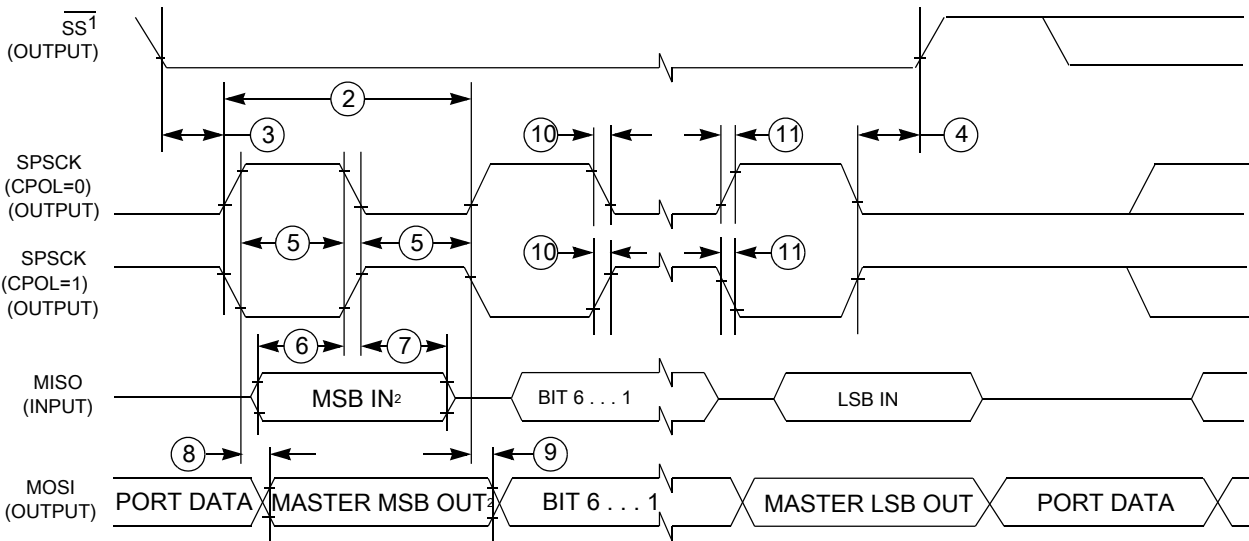 SS1
(OUTPUT)
2
3
10
11
4
SPSCK
(CPOL=0)
(OUTPUT)
5
5
SPSCK
(CPOL=1)
(OUTPUT)
10
11
6
7
MISO
(INPUT)
MSB IN2
BIT 6 . . . 1
LSB IN
8
9
MOSI
(OUTPUT)
PORT DATA
MASTER MSB OUT2
BIT 6 . . . 1
MASTER LSB OUT
PORT DATA